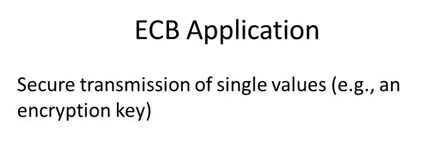 ECB Application
Secure transmission of single values (e.g., an
encryption key)